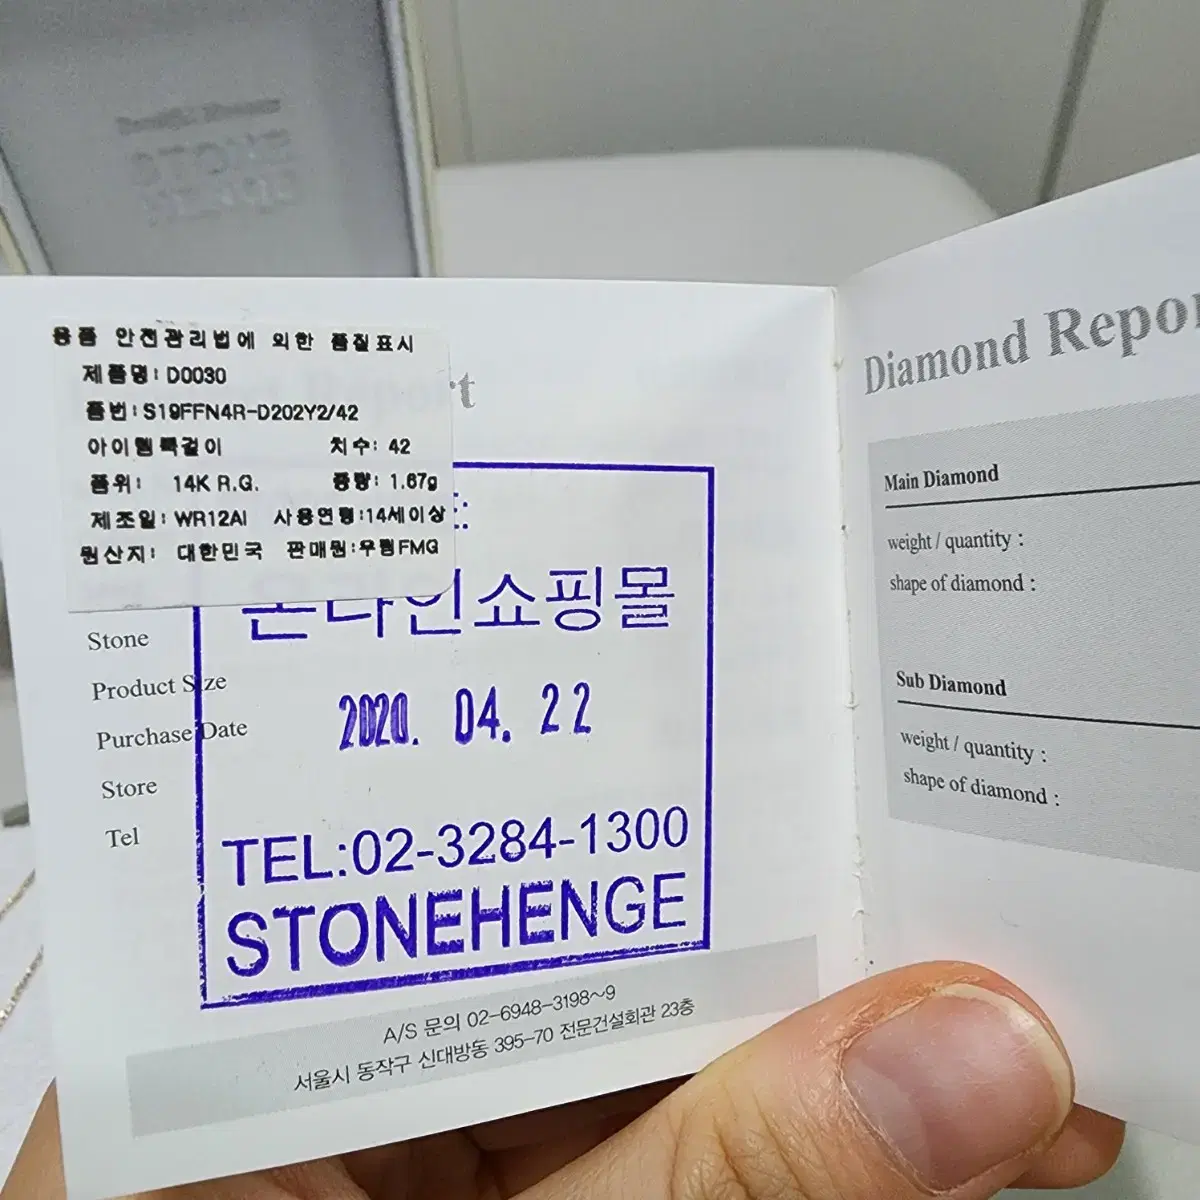 STONE
용품 안전관리법에 의한 품질표시
제품명: D0030
품번: S19FFN4R-D202Y2/42
아이템목걸이 치수: 42
품위: 14K R.G. 중량: 1.67g
제조일: WR12AI 사용연령:14세이상
원산지: 대한민국 판매원:우림FMG
온라인쇼핑몰
Stone
Product Size
Purchase Date
2020. 04. 22
Store
Tel
TEL:02-3284-1300
STONEHENGE
A/S 문의 02-6948-3198~9
서울시 동작구 신대방동 395-70 전문건설회관 23층
Diamond Repor
Main Diamond
weight / quantity :
shape of diamond :
Sub Diamond
weight / quantity :
shape of diamond :